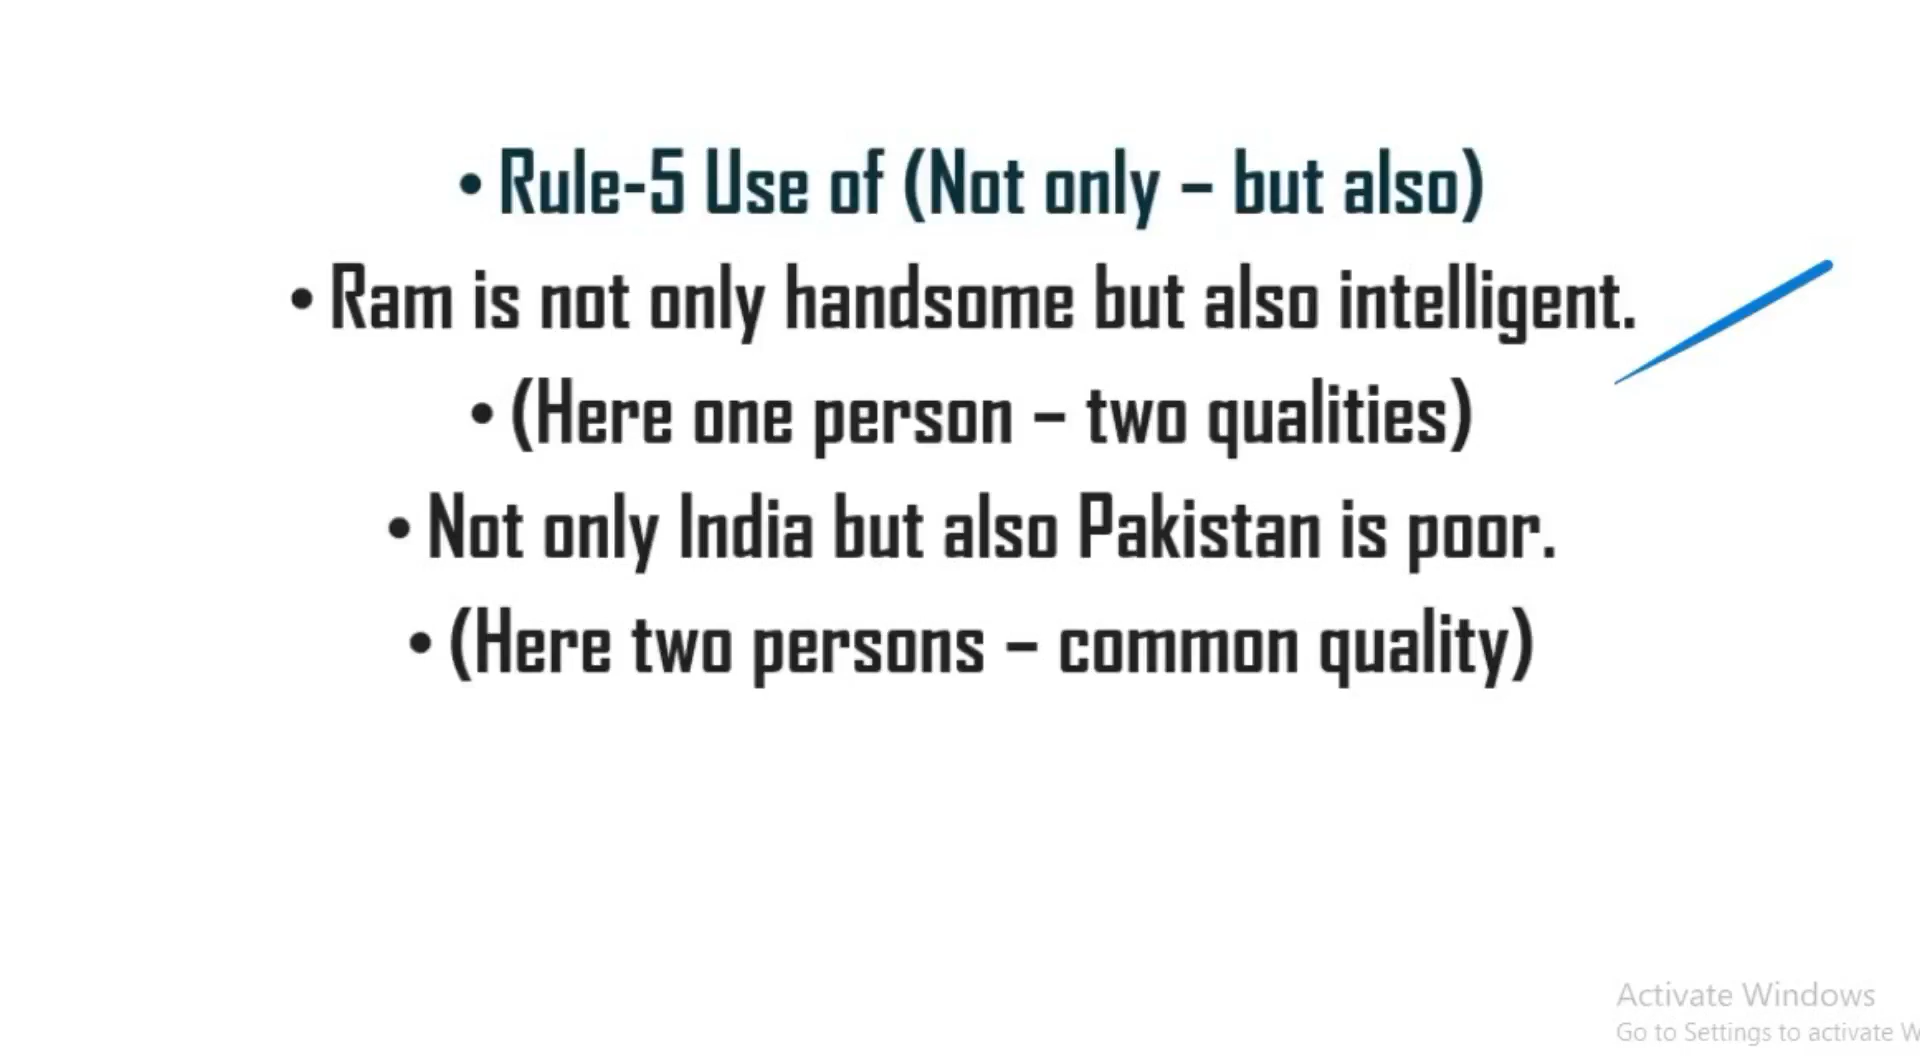 • Rule-5 Use of (Not only – but also)
• Ram is not only handsome but also intelligent.
• (Here one person – two qualities)
• Not only India but also Pakistan is poor.
• (Here two persons – common quality)
Activate Windows
Go to Settings to activate W